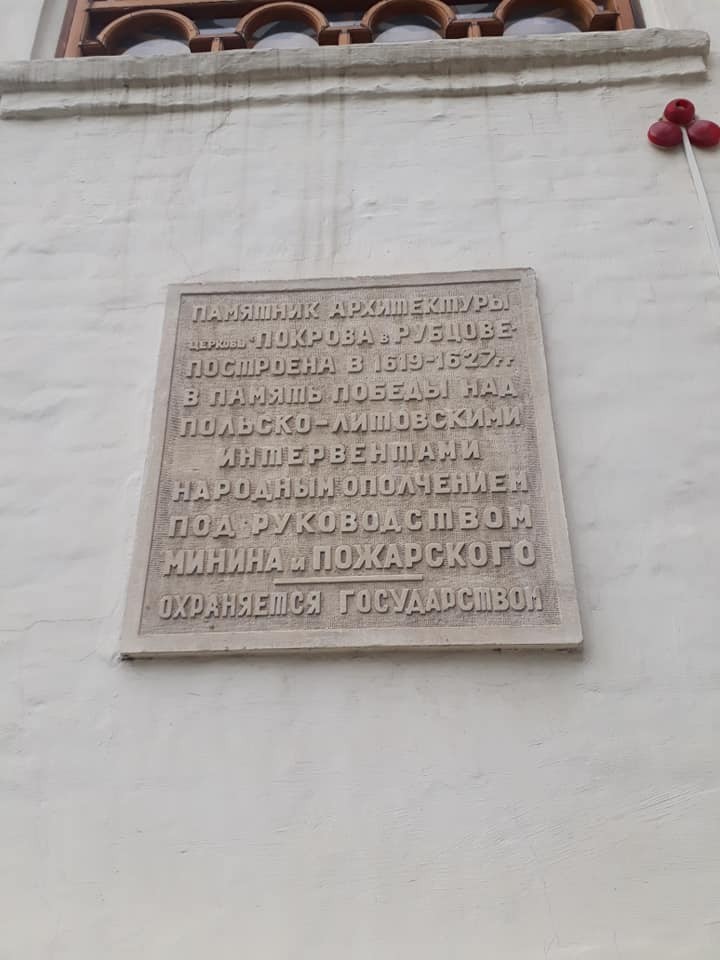 ПАМЯТНИК АРХИТЕКТУРЫ
ЦЕРКОВЬ "ПОКРОВА В РУБЦОВЕ"
ПОСТРОЕНА В 1619-1627гг
В ПАМЯТЬ ПОБЕДЫ НАД
ПОЛЬСКО-ЛИТОВСКИМИ
ИНТЕРВЕНТАМИ
НАРОДНЫМ ОПОЛЧЕНИЕМ
ПОД РУКОВОДСТВОМ
МИНИНА И ПОЖАРСКОГО
ОХРАНЯЕТСЯ ГОСУДАРСТВОМ